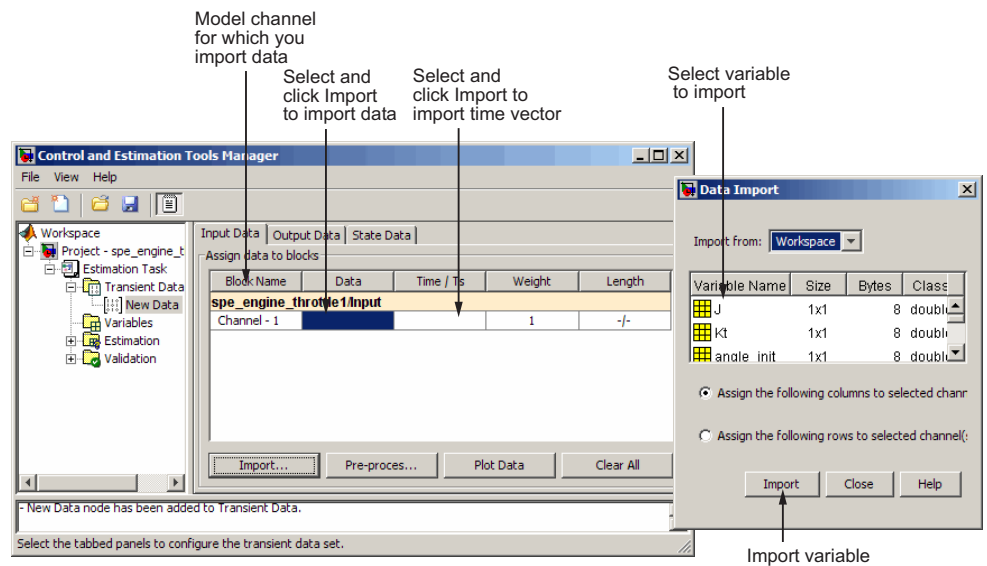 Model channel
for which you
import data
Select and
click Import
to import data
Select and
click Import to
import time vector
Select variable
to import
Control and Estimation Tools Manager
File View Help
Workspace
Project - spe_engine_t
Estimation Task
Transient Data
New Data
Variables
Estimation
Validation
Input Data Output Data State Data
Assign data to blocks
Block Name Data Time / Ts Weight Length
spe_engine_throttle1/Input
Channel - 1 1 -/-
Import... Pre-proces... Plot Data Clear All
- New Data node has been added to Transient Data.
Select the tabbed panels to configure the transient data set.
Data Import
Import from: Workspace
Variable Name Size Bytes Class
J 1x1 8 double
Kt 1x1 8 double
angle_init 1x1 8 double
Assign the following columns to selected chann
Assign the following rows to selected channel(s
Import Close Help
Import variable